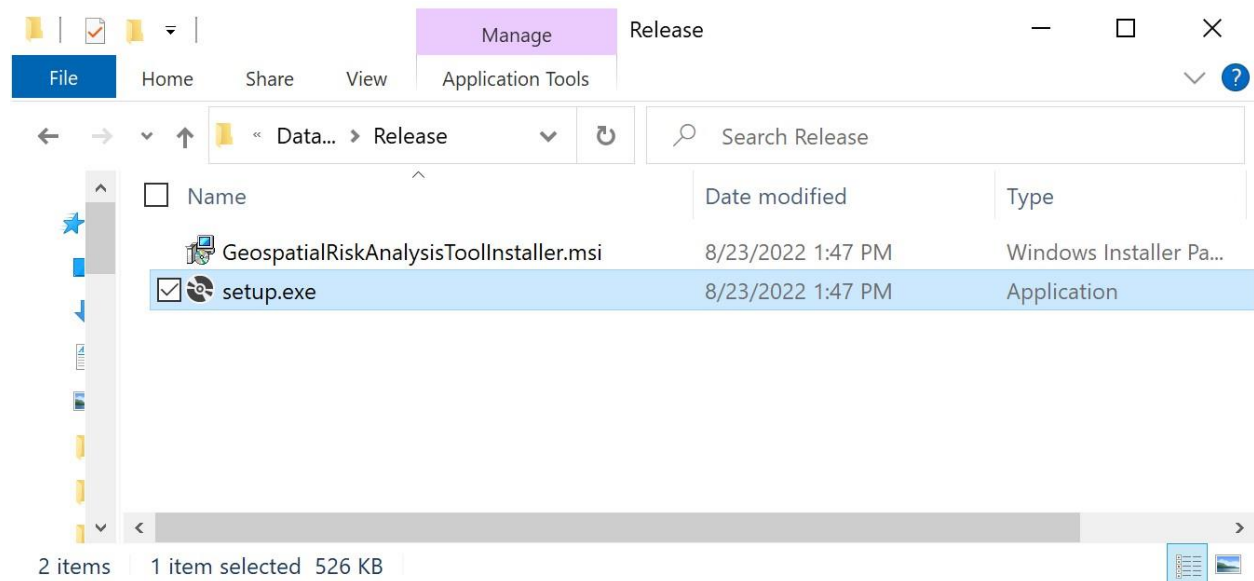 Manage Release
File Home Share View Application Tools ?
« Data... > Release Search Release
Name Date modified Type
GeospatialRiskAnalysisToolInstaller.msi 8/23/2022 1:47 PM Windows Installer Pa...
setup.exe 8/23/2022 1:47 PM Application
2 items 1 item selected 526 KB